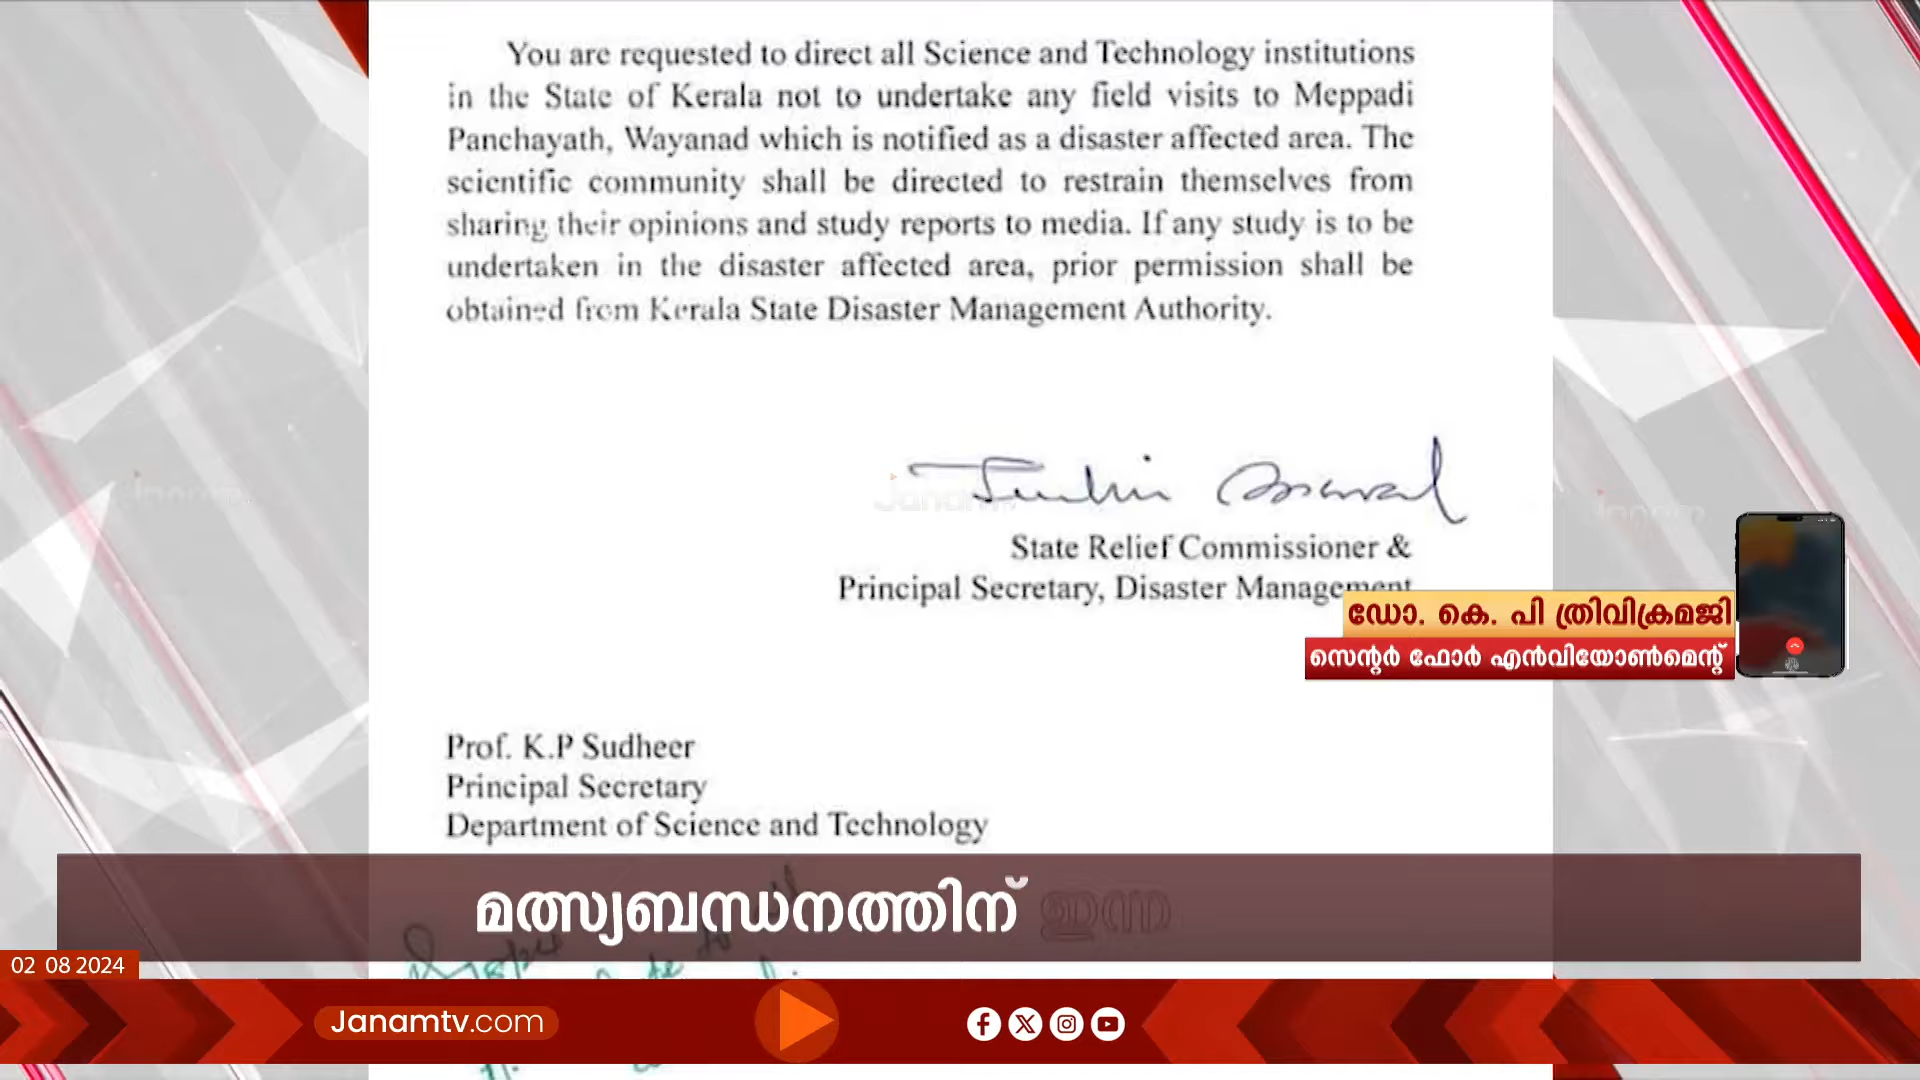 You are requested to direct all Science and Technology institutions
in the State of Kerala not to undertake any field visits to Meppadi
Panchayath, Wayanad which is notified as a disaster affected area. The
scientific community shall be directed to restrain themselves from
sharing their opinions and study reports to media. If any study is to be
undertaken in the disaster affected area, prior permission shall be
obtained from Kerala State Disaster Management Authority.
JanamTV
State Relief Commissioner &
Principal Secretary, Disaster Management
ഡോ. കെ. പി ത്രിവിക്രമജി
സെന്റർ ഫോർ എൻവിയോൺമെന്റ്
Prof. K.P Sudheer
Principal Secretary
Department of Science and Technology
മത്സ്യബന്ധനത്തിന് ഇന്ന
02 08 2024
Janamtv.com